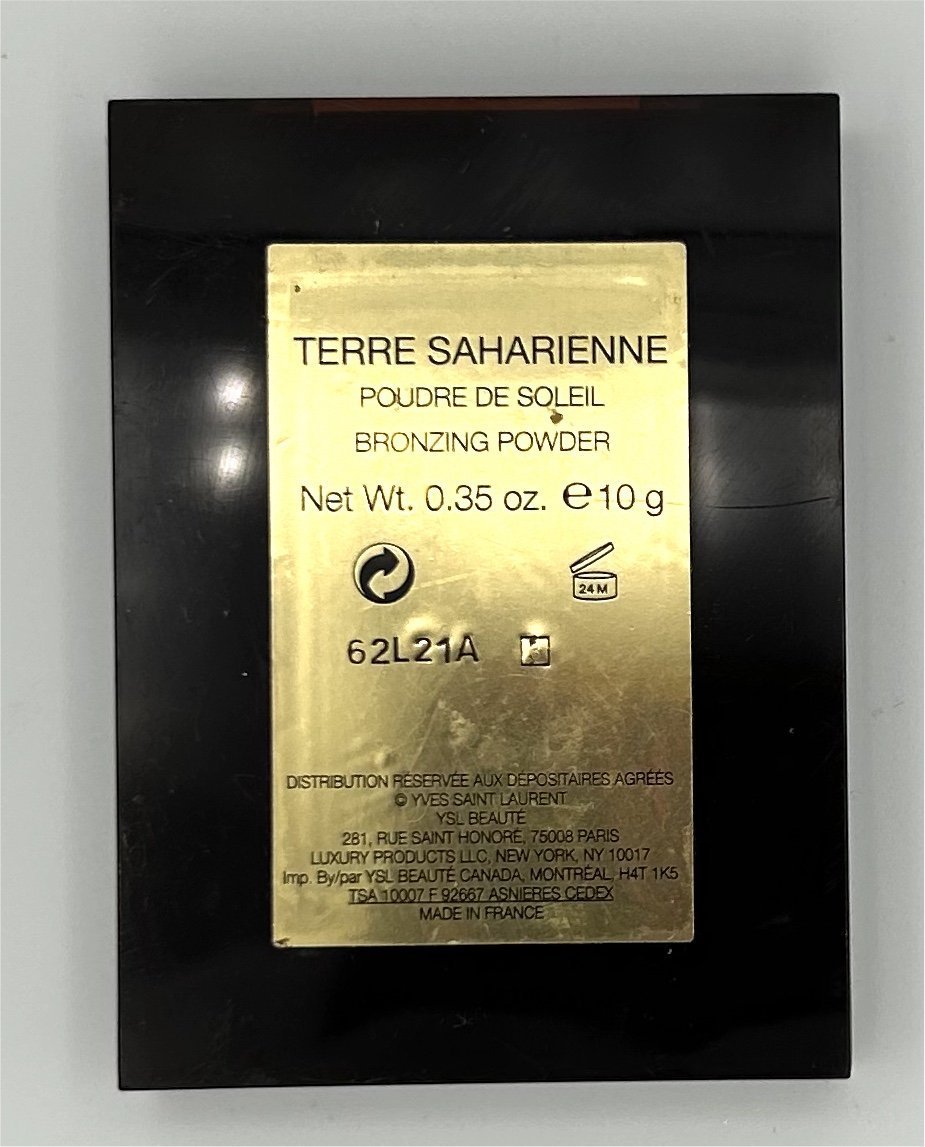 TERRE SAHARIENNE
POUDRE DE SOLEIL
BRONZING POWDER
Net Wt. 0.35 oz. ℮ 10 g
24 M
62L21A
DISTRIBUTION RÉSERVÉE AUX DÉPOSITAIRES AGRÉÉS
© YVES SAINT LAURENT
YSL BEAUTÉ
281, RUE SAINT HONORÉ, 75008 PARIS
LUXURY PRODUCTS LLC, NEW YORK, NY 10017
Imp. By/par YSL BEAUTÉ CANADA, MONTRÉAL, H4T 1K5
TSA 10007 F 92667 ASNIERES CEDEX
MADE IN FRANCE